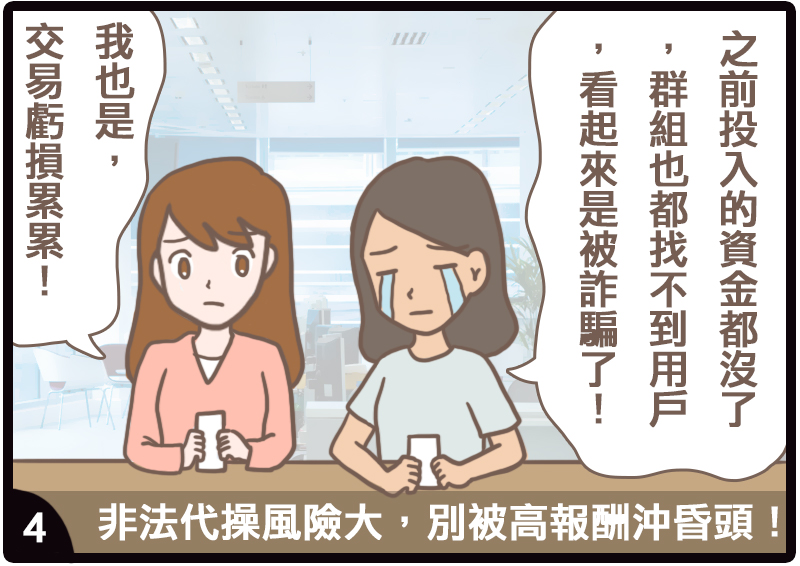 之前投入的資金都沒了
，群組也都找不到用戶
，看起來是被詐騙了！
我也是，
交易虧損累累！
4
非法代操風險大，別被高報酬沖昏頭！